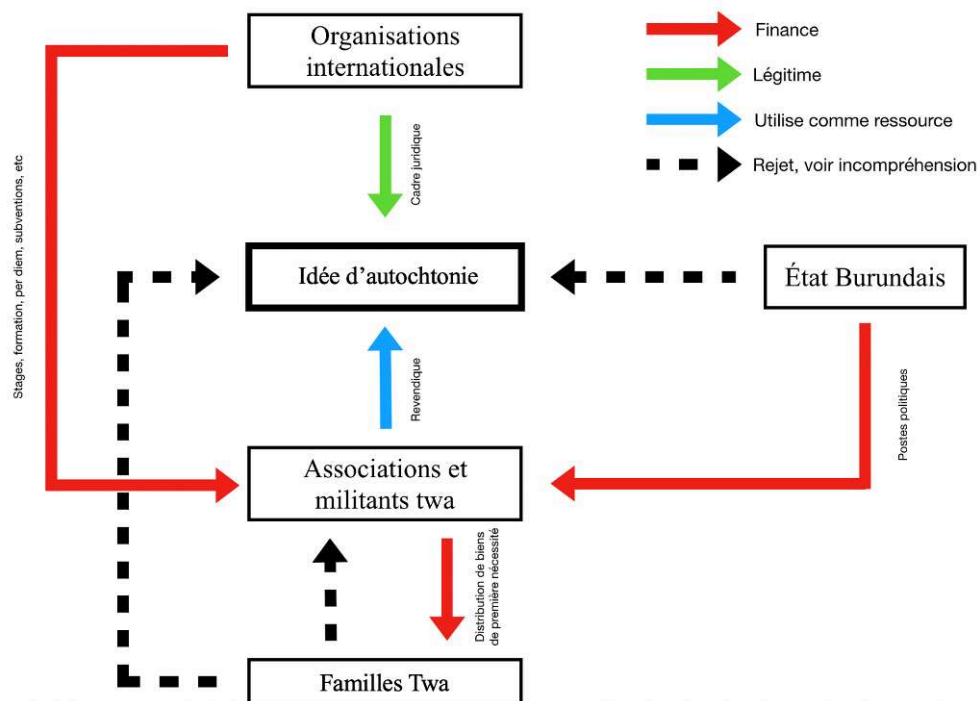 Organisations
internationales
Finance
Légitime
Utilise comme ressource
Rejet, voir incompréhension
Cadre juridique
Stages, formation, per diem, subventions, etc
Idée d'autochtonie
État Burundais
Revendique
Postes politiques
Associations et
militants twa
Distribution de biens
de première nécessité
Familles Twa